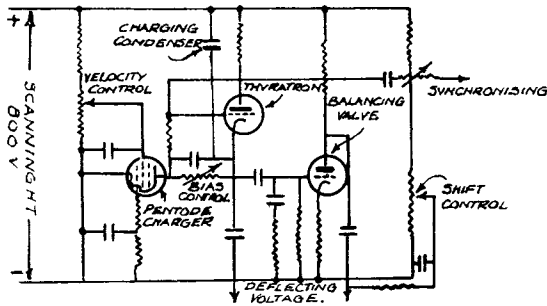 +
CHARGING
CONDENSER
VELOCITY
CONTROL
THYRATRON
SYNCHRONISING
BALANCING
VALVE
SCANNING HT
800 V
BIAS
CONTROL
PENTODE
CHARGER
SHIFT
CONTROL
DEFLECTING
VOLTAGE.
-